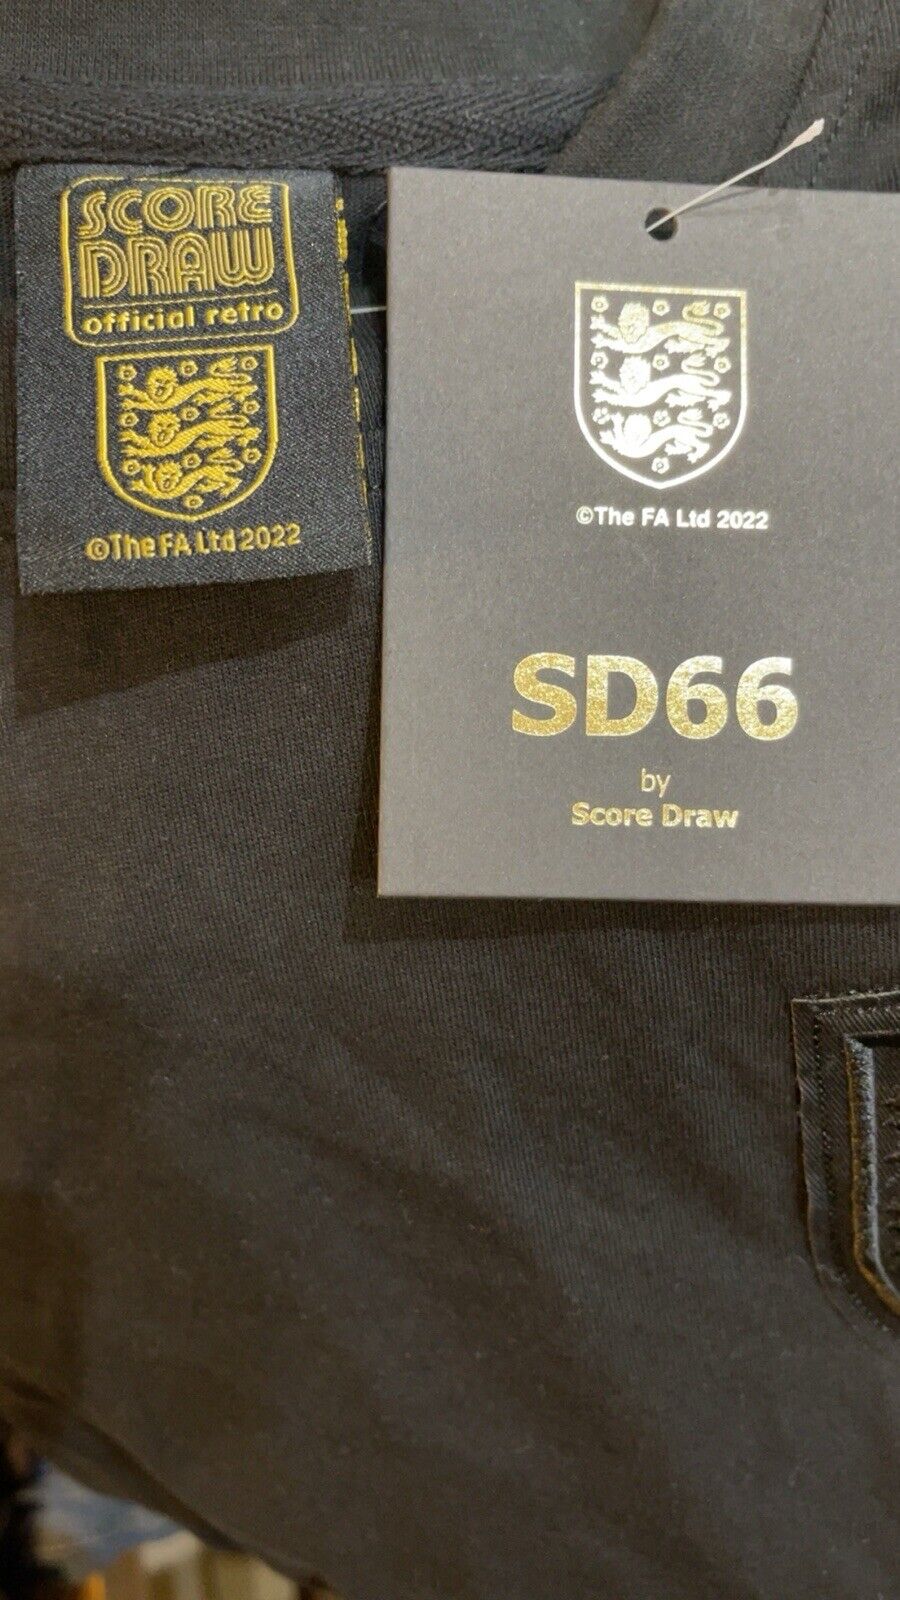 SCORE
DRAW
official retro
©The FA Ltd 2022
©The FA Ltd 2022
SD66
by
Score Draw